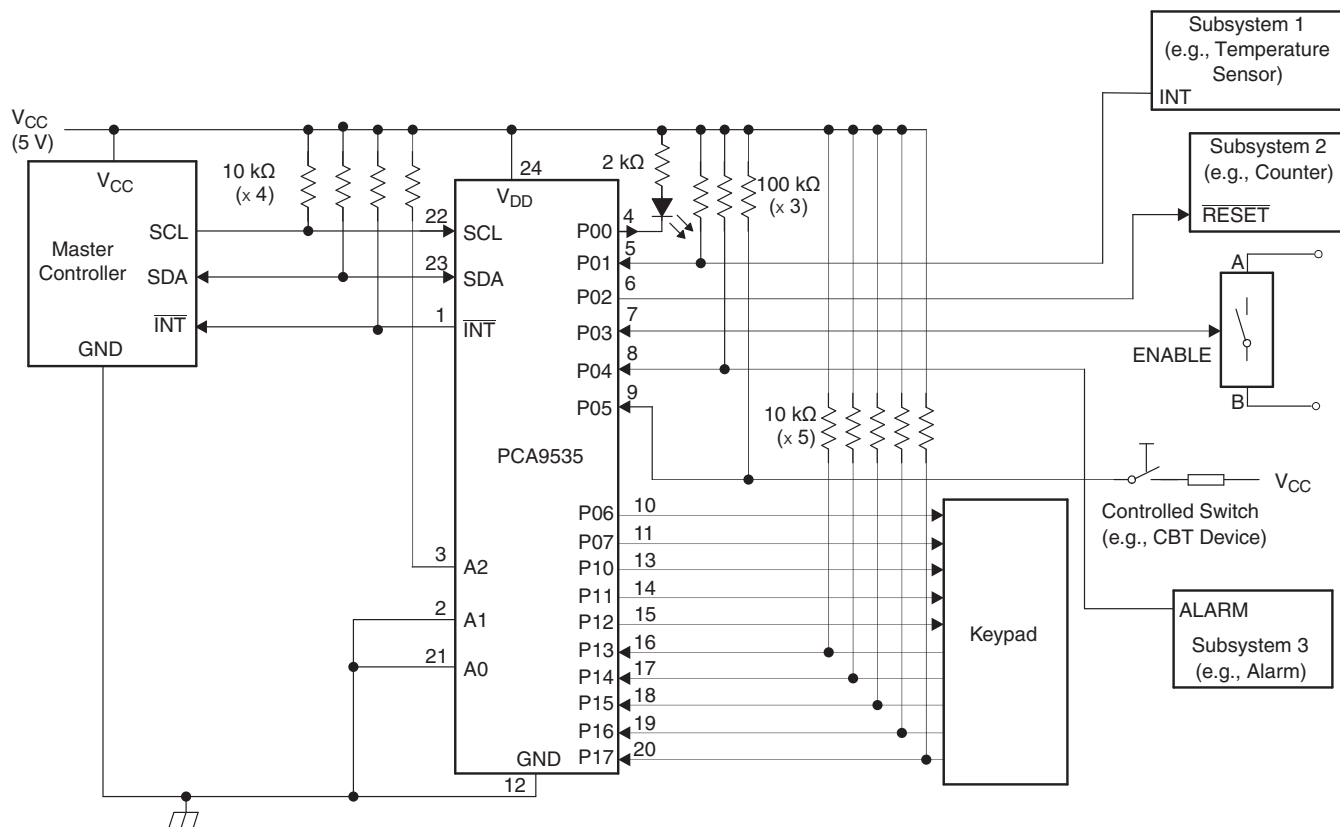 Subsystem 1
(e.g., Temperature
Sensor)
INT
V_CC
(5 V)
V_CC
SCL
Master
Controller
SDA
I̅N̅T̅
GND
10 kΩ
(x 4)
22
23
1
3
2
21
24
V_DD
SCL
SDA
I̅N̅T̅
A2
A1
A0
PCA9535
GND
12
P00
P01
P02
P03
P04
P05
P06
P07
P10
P11
P12
P13
P14
P15
P16
P17
4
5
6
7
8
9
10
11
13
14
15
16
17
18
19
20
2 kΩ
100 kΩ
(x 3)
10 kΩ
(x 5)
Subsystem 2
(e.g., Counter)
R̅E̅S̅E̅T̅
A
ENABLE
B
V_CC
Controlled Switch
(e.g., CBT Device)
Keypad
ALARM
Subsystem 3
(e.g., Alarm)